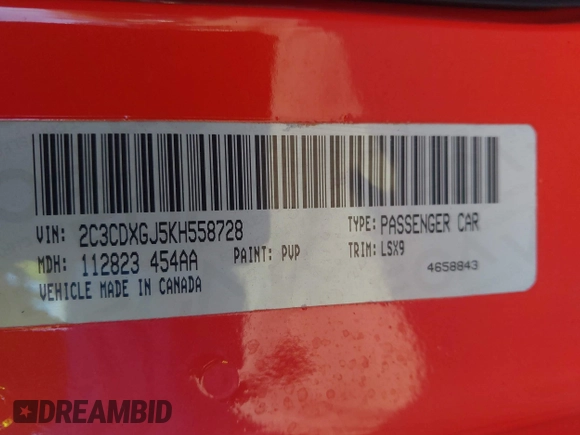 VIN: 2C3CDXGJ5KH558728 TYPE: PASSENGER CAR
MDH: 112823 454AA PAINT: PVP TRIM: LSX9
VEHICLE MADE IN CANADA 4658843
DREAMBID